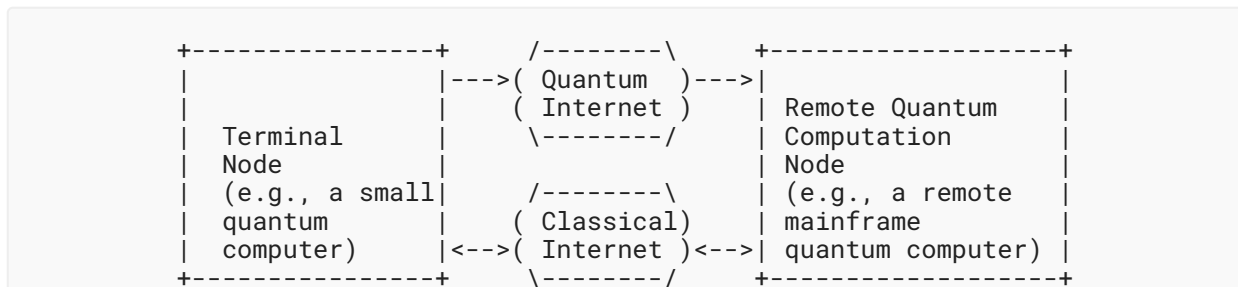 +----------------+     /--------\     +-------------------+
|                |--->( Quantum  )--->|                   |
|                |    ( Internet )    | Remote Quantum    |
|  Terminal      |     \--------/     | Computation       |
|  Node          |                    | Node              |
|  (e.g., a small|     /--------\     | (e.g., a remote   |
|  quantum       |    ( Classical)    | mainframe         |
|  computer)     |<-->( Internet )<-->| quantum computer) |
+----------------+     \--------/     +-------------------+